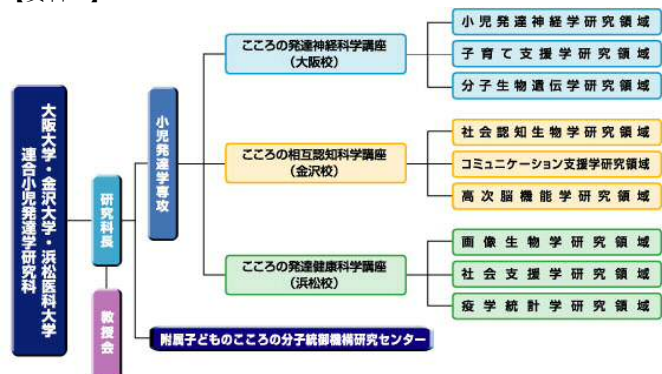 大阪大学・金沢大学・浜松医科大学
連合小児発達学研究科
研究科長
教授会
小児発達学専攻
こころの発達神経科学講座
(大阪校)
小児発達神経学研究領域
子育て支援学研究領域
分子生物遺伝学研究領域
こころの相互認知科学講座
(金沢校)
社会認知生物学研究領域
コミュニケーション支援学研究領域
高次脳機能学研究領域
こころの発達健康科学講座
(浜松校)
画像生物学研究領域
社会支援学研究領域
疫学統計学研究領域
附属子どものこころの分子統御機構研究センター